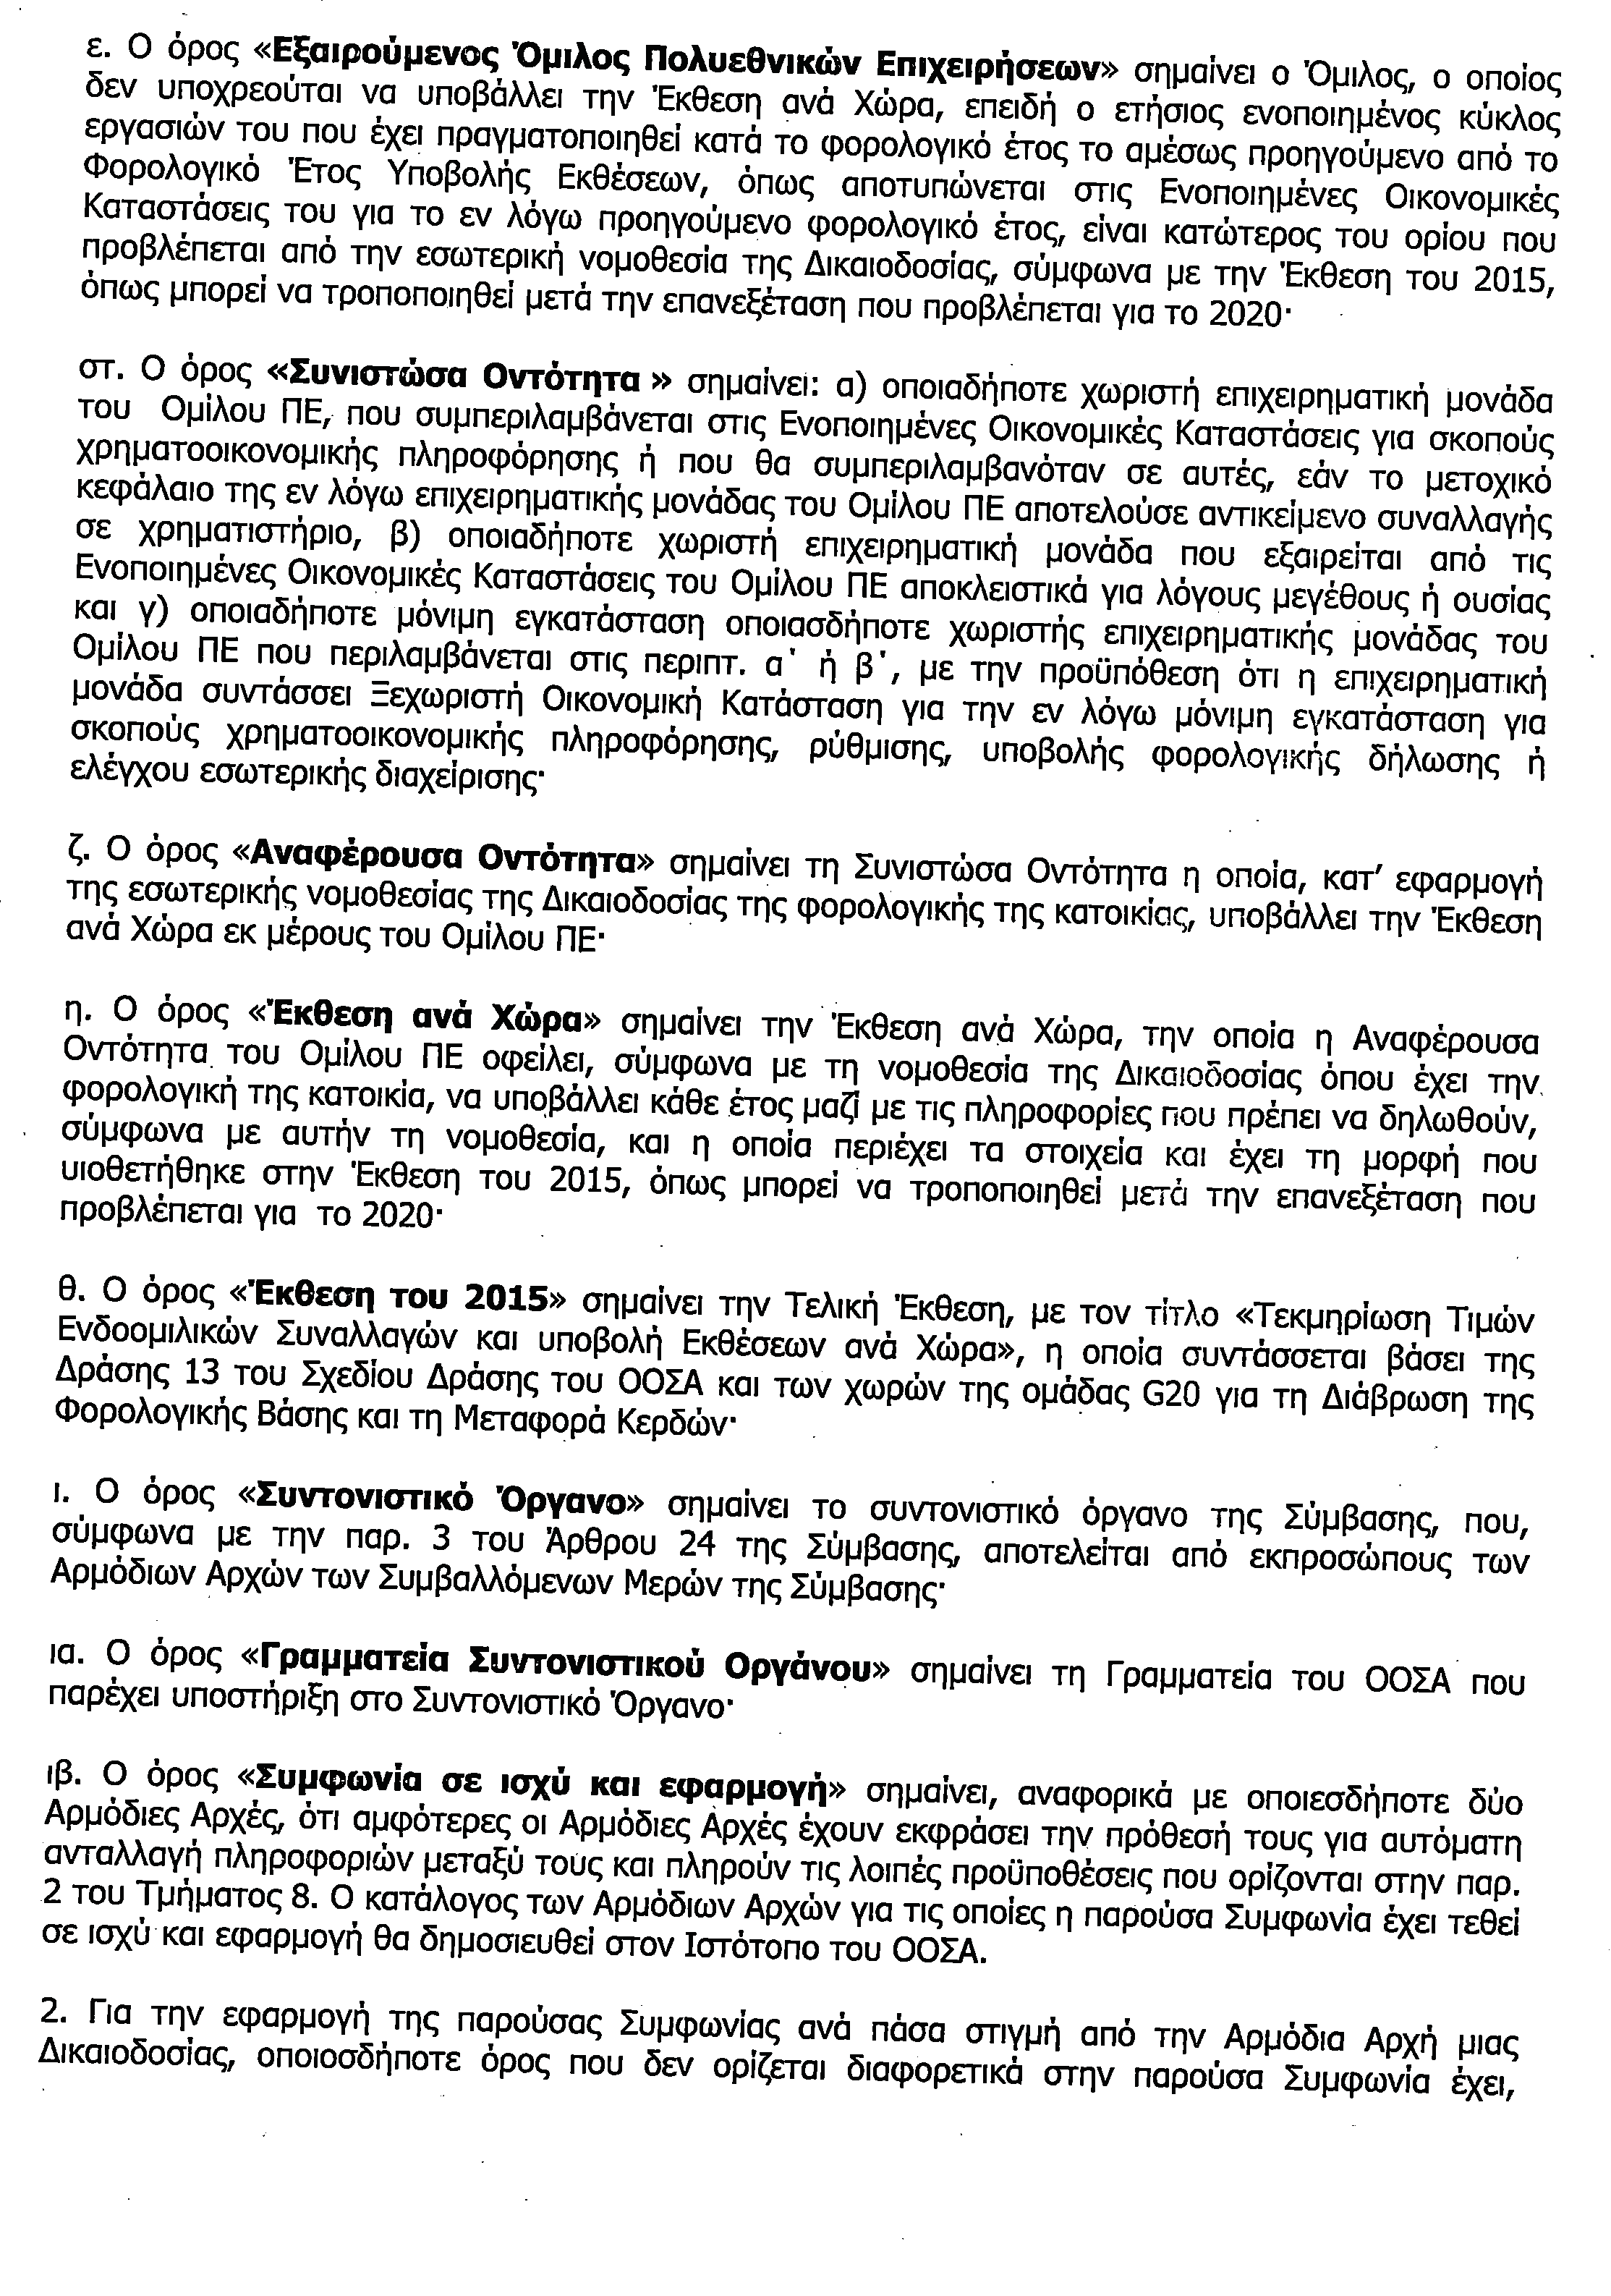 ε. Ο όρος «Εξαιρούμενος Όμιλος Πολυεθνικών Επιχειρήσεων» σημαίνει ο Όμιλος, ο οποίος
δεν υποχρεούται να υποβάλλει την Έκθεση ανά Χώρα, επειδή ο ετήσιος ενοποιημένος κύκλος
εργασιών του που έχει πραγματοποιηθεί κατά το φορολογικό έτος το αμέσως προηγούμενο από το
Φορολογικό Έτος Υποβολής Εκθέσεων, όπως αποτυπώνεται στις Ενοποιημένες Οικονομικές
Καταστάσεις του για το εν λόγω προηγούμενο φορολογικό έτος, είναι κατώτερος του ορίου που
προβλέπεται από την εσωτερική νομοθεσία της Δικαιοδοσίας, σύμφωνα με την Έκθεση του 2015,
όπως μπορεί να τροποποιηθεί μετά την επανεξέταση που προβλέπεται για το 2020·
στ. Ο όρος «Συνιστώσα Οντότητα » σημαίνει: α) οποιαδήποτε χωριστή επιχειρηματική μονάδα
του Ομίλου ΠΕ, που συμπεριλαμβάνεται στις Ενοποιημένες Οικονομικές Καταστάσεις για σκοπούς
χρηματοοικονομικής πληροφόρησης ή που θα συμπεριλαμβανόταν σε αυτές, εάν το μετοχικό
κεφάλαιο της εν λόγω επιχειρηματικής μονάδας του Ομίλου ΠΕ αποτελούσε αντικείμενο συναλλαγής
σε χρηματιστήριο, β) οποιαδήποτε χωριστή επιχειρηματική μονάδα που εξαιρείται από τις
Ενοποιημένες Οικονομικές Καταστάσεις του Ομίλου ΠΕ αποκλειστικά για λόγους μεγέθους ή ουσίας
και γ) οποιαδήποτε μόνιμη εγκατάσταση οποιασδήποτε χωριστής επιχειρηματικής μονάδας του
Ομίλου ΠΕ που περιλαμβάνεται στις περιπτ. α΄ ή β΄, με την προϋπόθεση ότι η επιχειρηματική
μονάδα συντάσσει Ξεχωριστή Οικονομική Κατάσταση για την εν λόγω μόνιμη εγκατάσταση για
σκοπούς χρηματοοικονομικής πληροφόρησης, ρύθμισης, υποβολής φορολογικής δήλωσης ή
ελέγχου εσωτερικής διαχείρισης·
ζ. Ο όρος «Αναφέρουσα Οντότητα» σημαίνει τη Συνιστώσα Οντότητα η οποία, κατ' εφαρμογή
της εσωτερικής νομοθεσίας της Δικαιοδοσίας της φορολογικής της κατοικίας, υποβάλλει την Έκθεση
ανά Χώρα εκ μέρους του Ομίλου ΠΕ·
η. Ο όρος «Έκθεση ανά Χώρα» σημαίνει την Έκθεση ανά Χώρα, την οποία η Αναφέρουσα
Οντότητα του Ομίλου ΠΕ οφείλει, σύμφωνα με τη νομοθεσία της Δικαιοδοσίας όπου έχει την
φορολογική της κατοικία, να υποβάλλει κάθε έτος μαζί με τις πληροφορίες που πρέπει να δηλωθούν,
σύμφωνα με αυτήν τη νομοθεσία, και η οποία περιέχει τα στοιχεία και έχει τη μορφή που
υιοθετήθηκε στην Έκθεση του 2015, όπως μπορεί να τροποποιηθεί μετά την επανεξέταση που
προβλέπεται για το 2020·
θ. Ο όρος «Έκθεση του 2015» σημαίνει την Τελική Έκθεση, με τον τίτλο «Τεκμηρίωση Τιμών
Ενδοομιλικών Συναλλαγών και υποβολή Εκθέσεων ανά Χώρα», η οποία συντάσσεται βάσει της
Δράσης 13 του Σχεδίου Δράσης του ΟΟΣΑ και των χωρών της ομάδας G20 για τη Διάβρωση της
Φορολογικής Βάσης και τη Μεταφορά Κερδών·
ι. Ο όρος «Συντονιστικό Όργανο» σημαίνει το συντονιστικό όργανο της Σύμβασης, που,
σύμφωνα με την παρ. 3 του Άρθρου 24 της Σύμβασης, αποτελείται από εκπροσώπους των
Αρμόδιων Αρχών των Συμβαλλόμενων Μερών της Σύμβασης·
ια. Ο όρος «Γραμματεία Συντονιστικού Οργάνου» σημαίνει τη Γραμματεία του ΟΟΣΑ που
παρέχει υποστήριξη στο Συντονιστικό Όργανο·
ιβ. Ο όρος «Συμφωνία σε ισχύ και εφαρμογή» σημαίνει, αναφορικά με οποιεσδήποτε δύο
Αρμόδιες Αρχές, ότι αμφότερες οι Αρμόδιες Αρχές έχουν εκφράσει την πρόθεσή τους για αυτόματη
ανταλλαγή πληροφοριών μεταξύ τους και πληρούν τις λοιπές προϋποθέσεις που ορίζονται στην παρ.
2 του Τμήματος 8. Ο κατάλογος των Αρμόδιων Αρχών για τις οποίες η παρούσα Συμφωνία έχει τεθεί
σε ισχύ και εφαρμογή θα δημοσιευθεί στον Ιστότοπο του ΟΟΣΑ.
2. Για την εφαρμογή της παρούσας Συμφωνίας ανά πάσα στιγμή από την Αρμόδια Αρχή μιας
Δικαιοδοσίας, οποιοσδήποτε όρος που δεν ορίζεται διαφορετικά στην παρούσα Συμφωνία έχει,